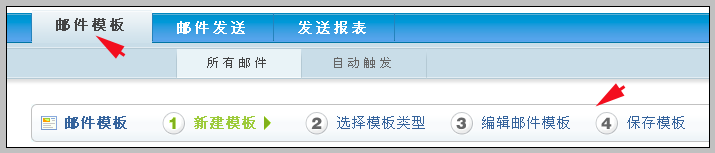 邮件模板 邮件发送 发送报表
所有邮件 自动触发
邮件模板 1 新建模板 2 选择模板类型 3 编辑邮件模板 4 保存模板